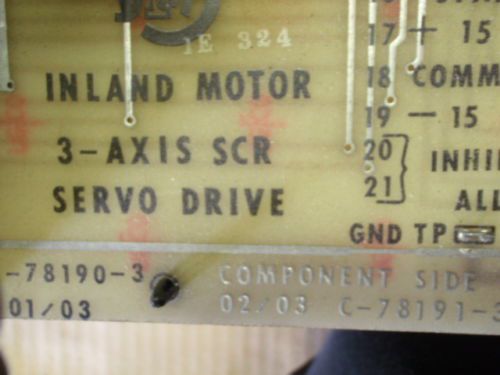 1E 324
17 + 15
INLAND MOTOR
18 COMM
19 - 15
3-AXIS SCR
20 INHI
SERVO DRIVE
21 ALL
GND TP
-78190-3 COMPONENT SIDE
01/03 02/03 C-78191-3